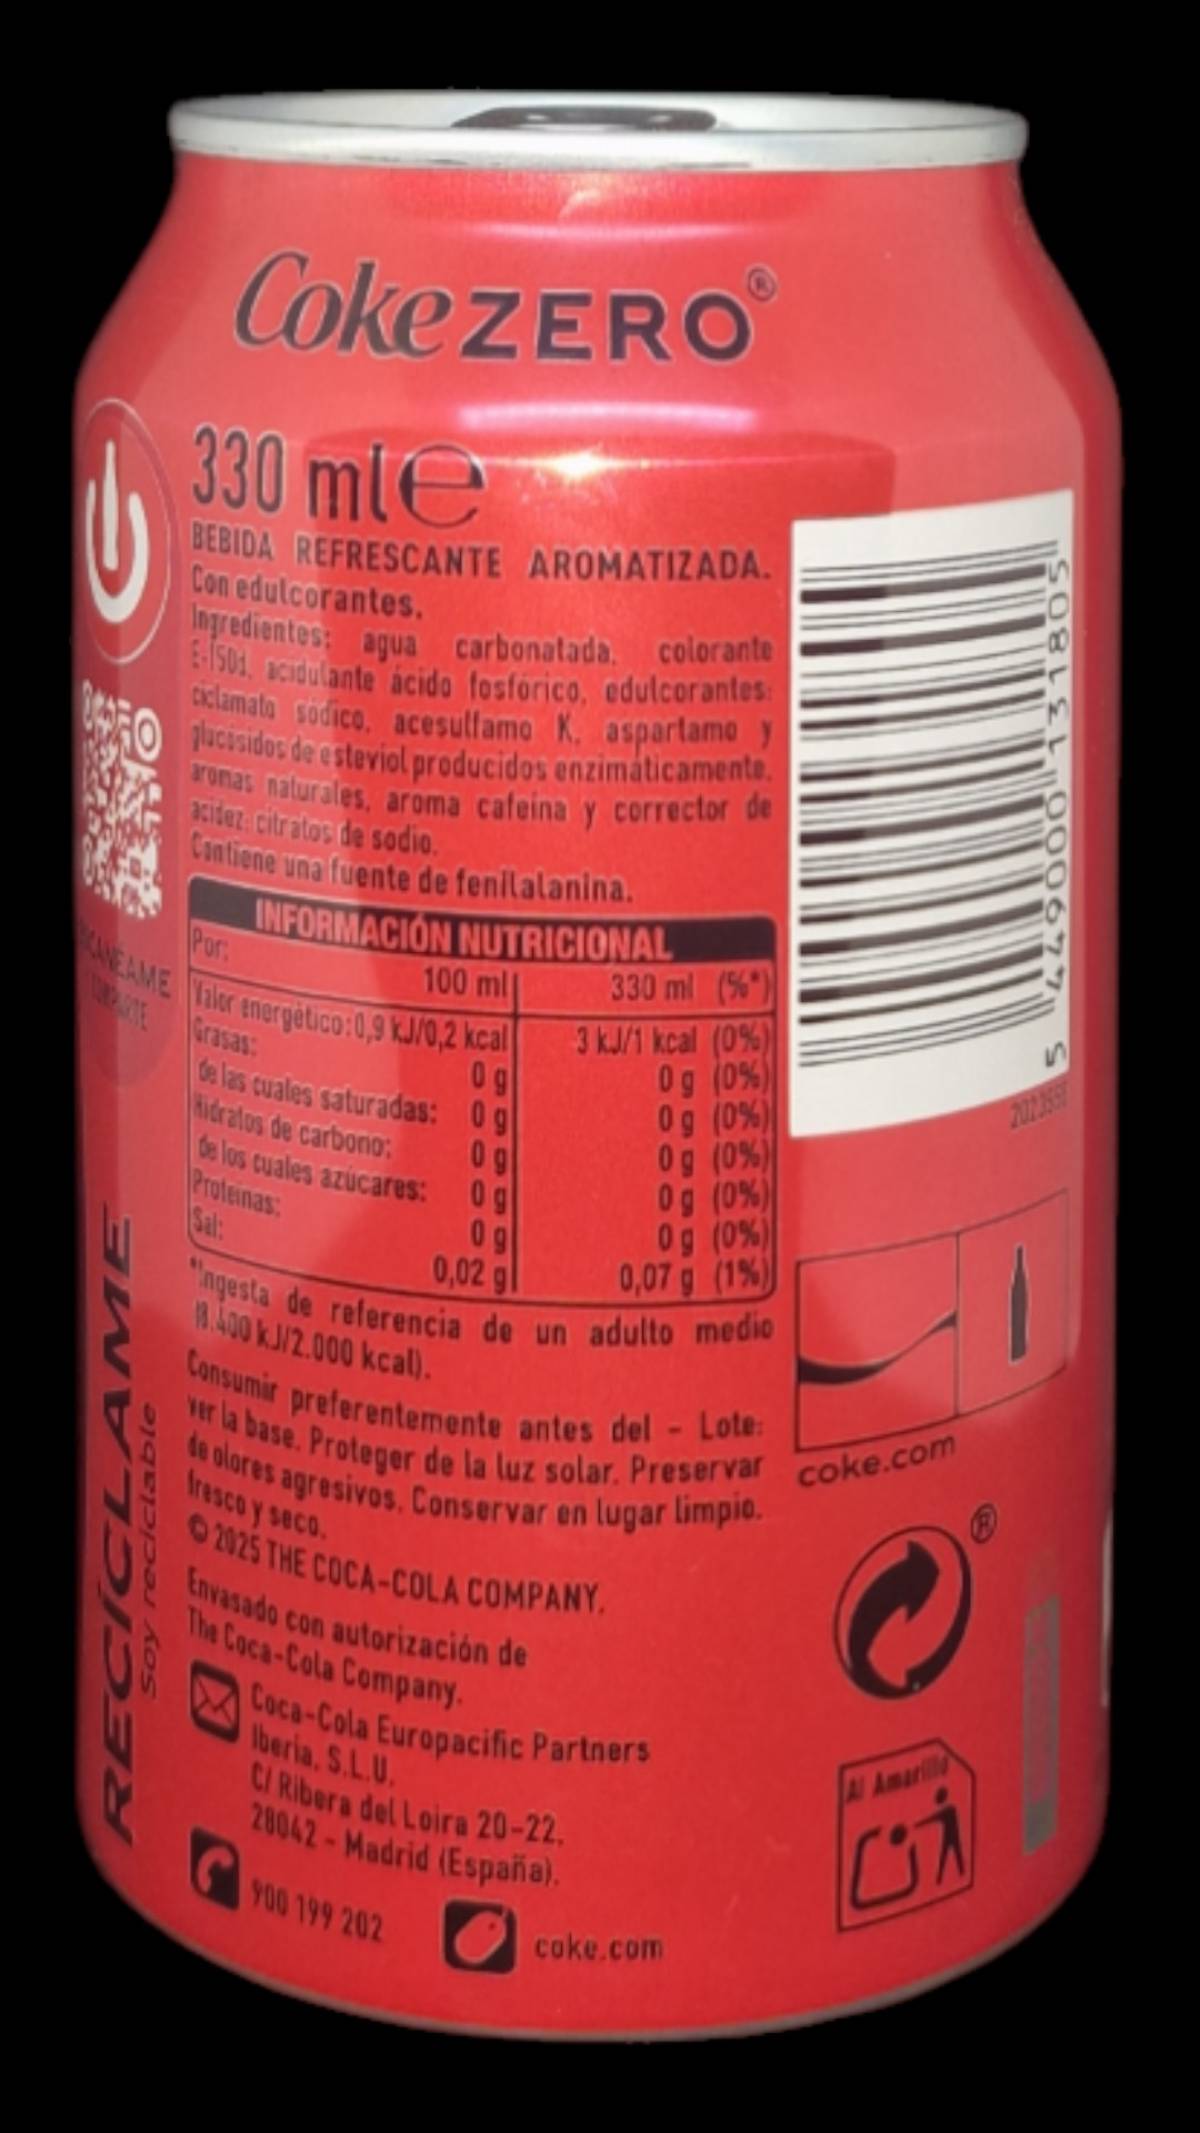 Coke ZERO®
330 ml e
BEBIDA REFRESCANTE AROMATIZADA.
Con edulcorantes.
Ingredientes: agua carbonatada, colorante
E-150d, acidulante ácido fosfórico, edulcorantes:
ciclamato sódico, acesulfamo K, aspartamo y
glucósidos de esteviol producidos enzimáticamente,
aromas naturales, aroma cafeína y corrector de
acidez: citratos de sodio.
Contiene una fuente de fenilalanina.
INFORMACIÓN NUTRICIONAL
Por: 100 ml 330 ml (%*)
Valor energético: 0,9 kJ/0,2 kcal 3 kJ/1 kcal (0%)
Grasas: 0 g 0 g (0%)
de las cuales saturadas: 0 g 0 g (0%)
Hidratos de carbono: 0 g 0 g (0%)
de los cuales azúcares: 0 g 0 g (0%)
Proteínas: 0 g 0 g (0%)
Sal: 0,02 g 0,07 g (1%)
*Ingesta de referencia de un adulto medio
(8.400 kJ/2.000 kcal).
Consumir preferentemente antes del - Lote:
ver la base. Proteger de la luz solar. Preservar
de olores agresivos. Conservar en lugar limpio,
fresco y seco.
© 2025 THE COCA-COLA COMPANY.
Envasado con autorización de
The Coca-Cola Company.
Coca-Cola Europacific Partners
Iberia, S.L.U.
C/ Ribera del Loira 20-22,
28042 - Madrid (España).
900 199 202
coke.com
RECíCLAME
Soy reciclable
5 449000 131805
coke.com
®
Al Amarillo